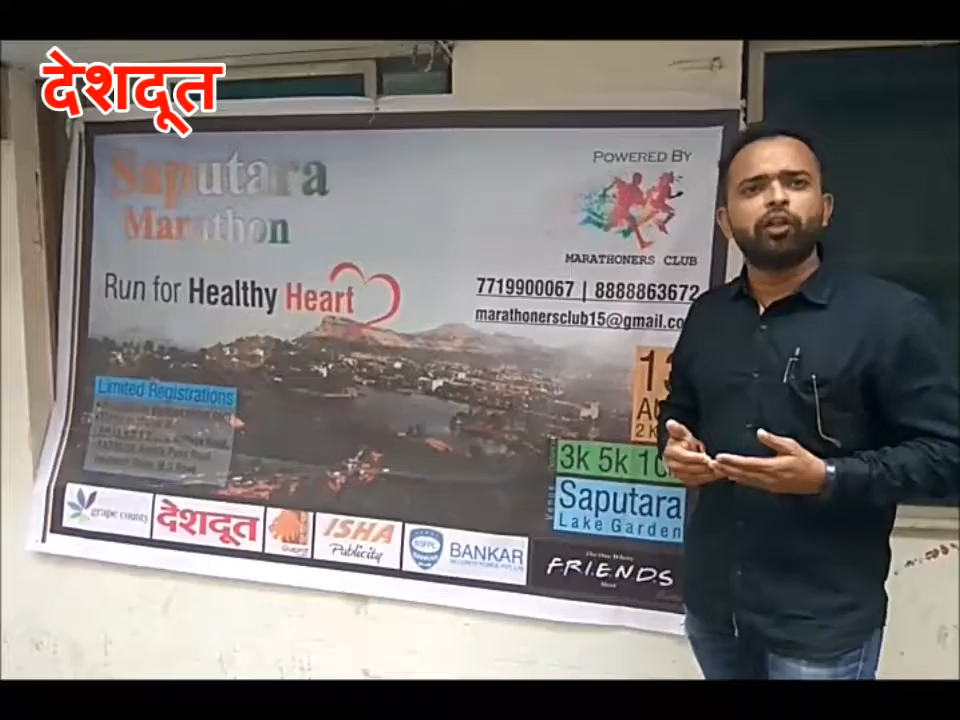 देशदूत
Saputara
Marathon
Run for Healthy Heart
POWERED BY
MARATHONERS CLUB
7719900067 | 8888863672
marathonersclub15@gmail.co
Limited Registrations
13
3k 5k 10
Saputara
Lake Garden
grape county
देशदूत
ISHA
Publicity
BANKAR
F.R.I.E.N.D.S